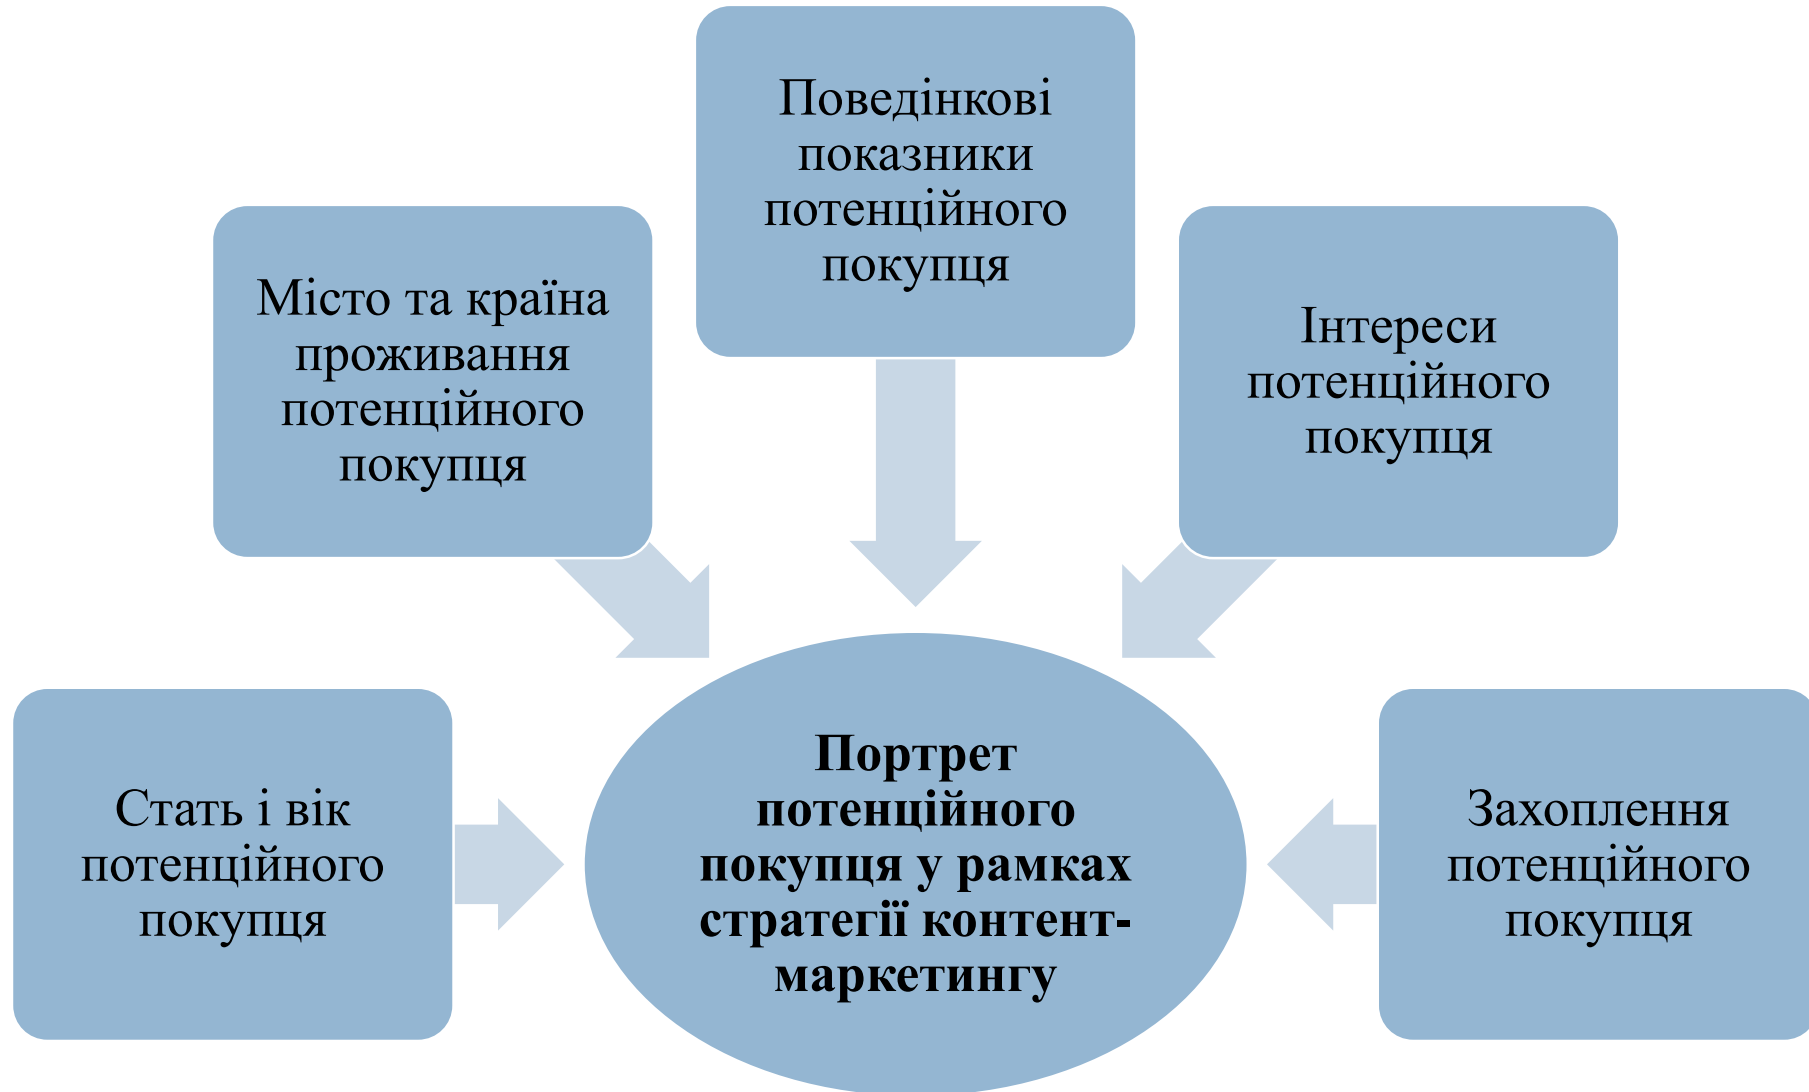 Поведінкові
показники
потенційного
покупця
Місто та країна
проживання
потенційного
покупця
Інтереси
потенційного
покупця
Стать і вік
потенційного
покупця
Портрет
потенційного
покупця у рамках
стратегії контент-
маркетингу
Захоплення
потенційного
покупця